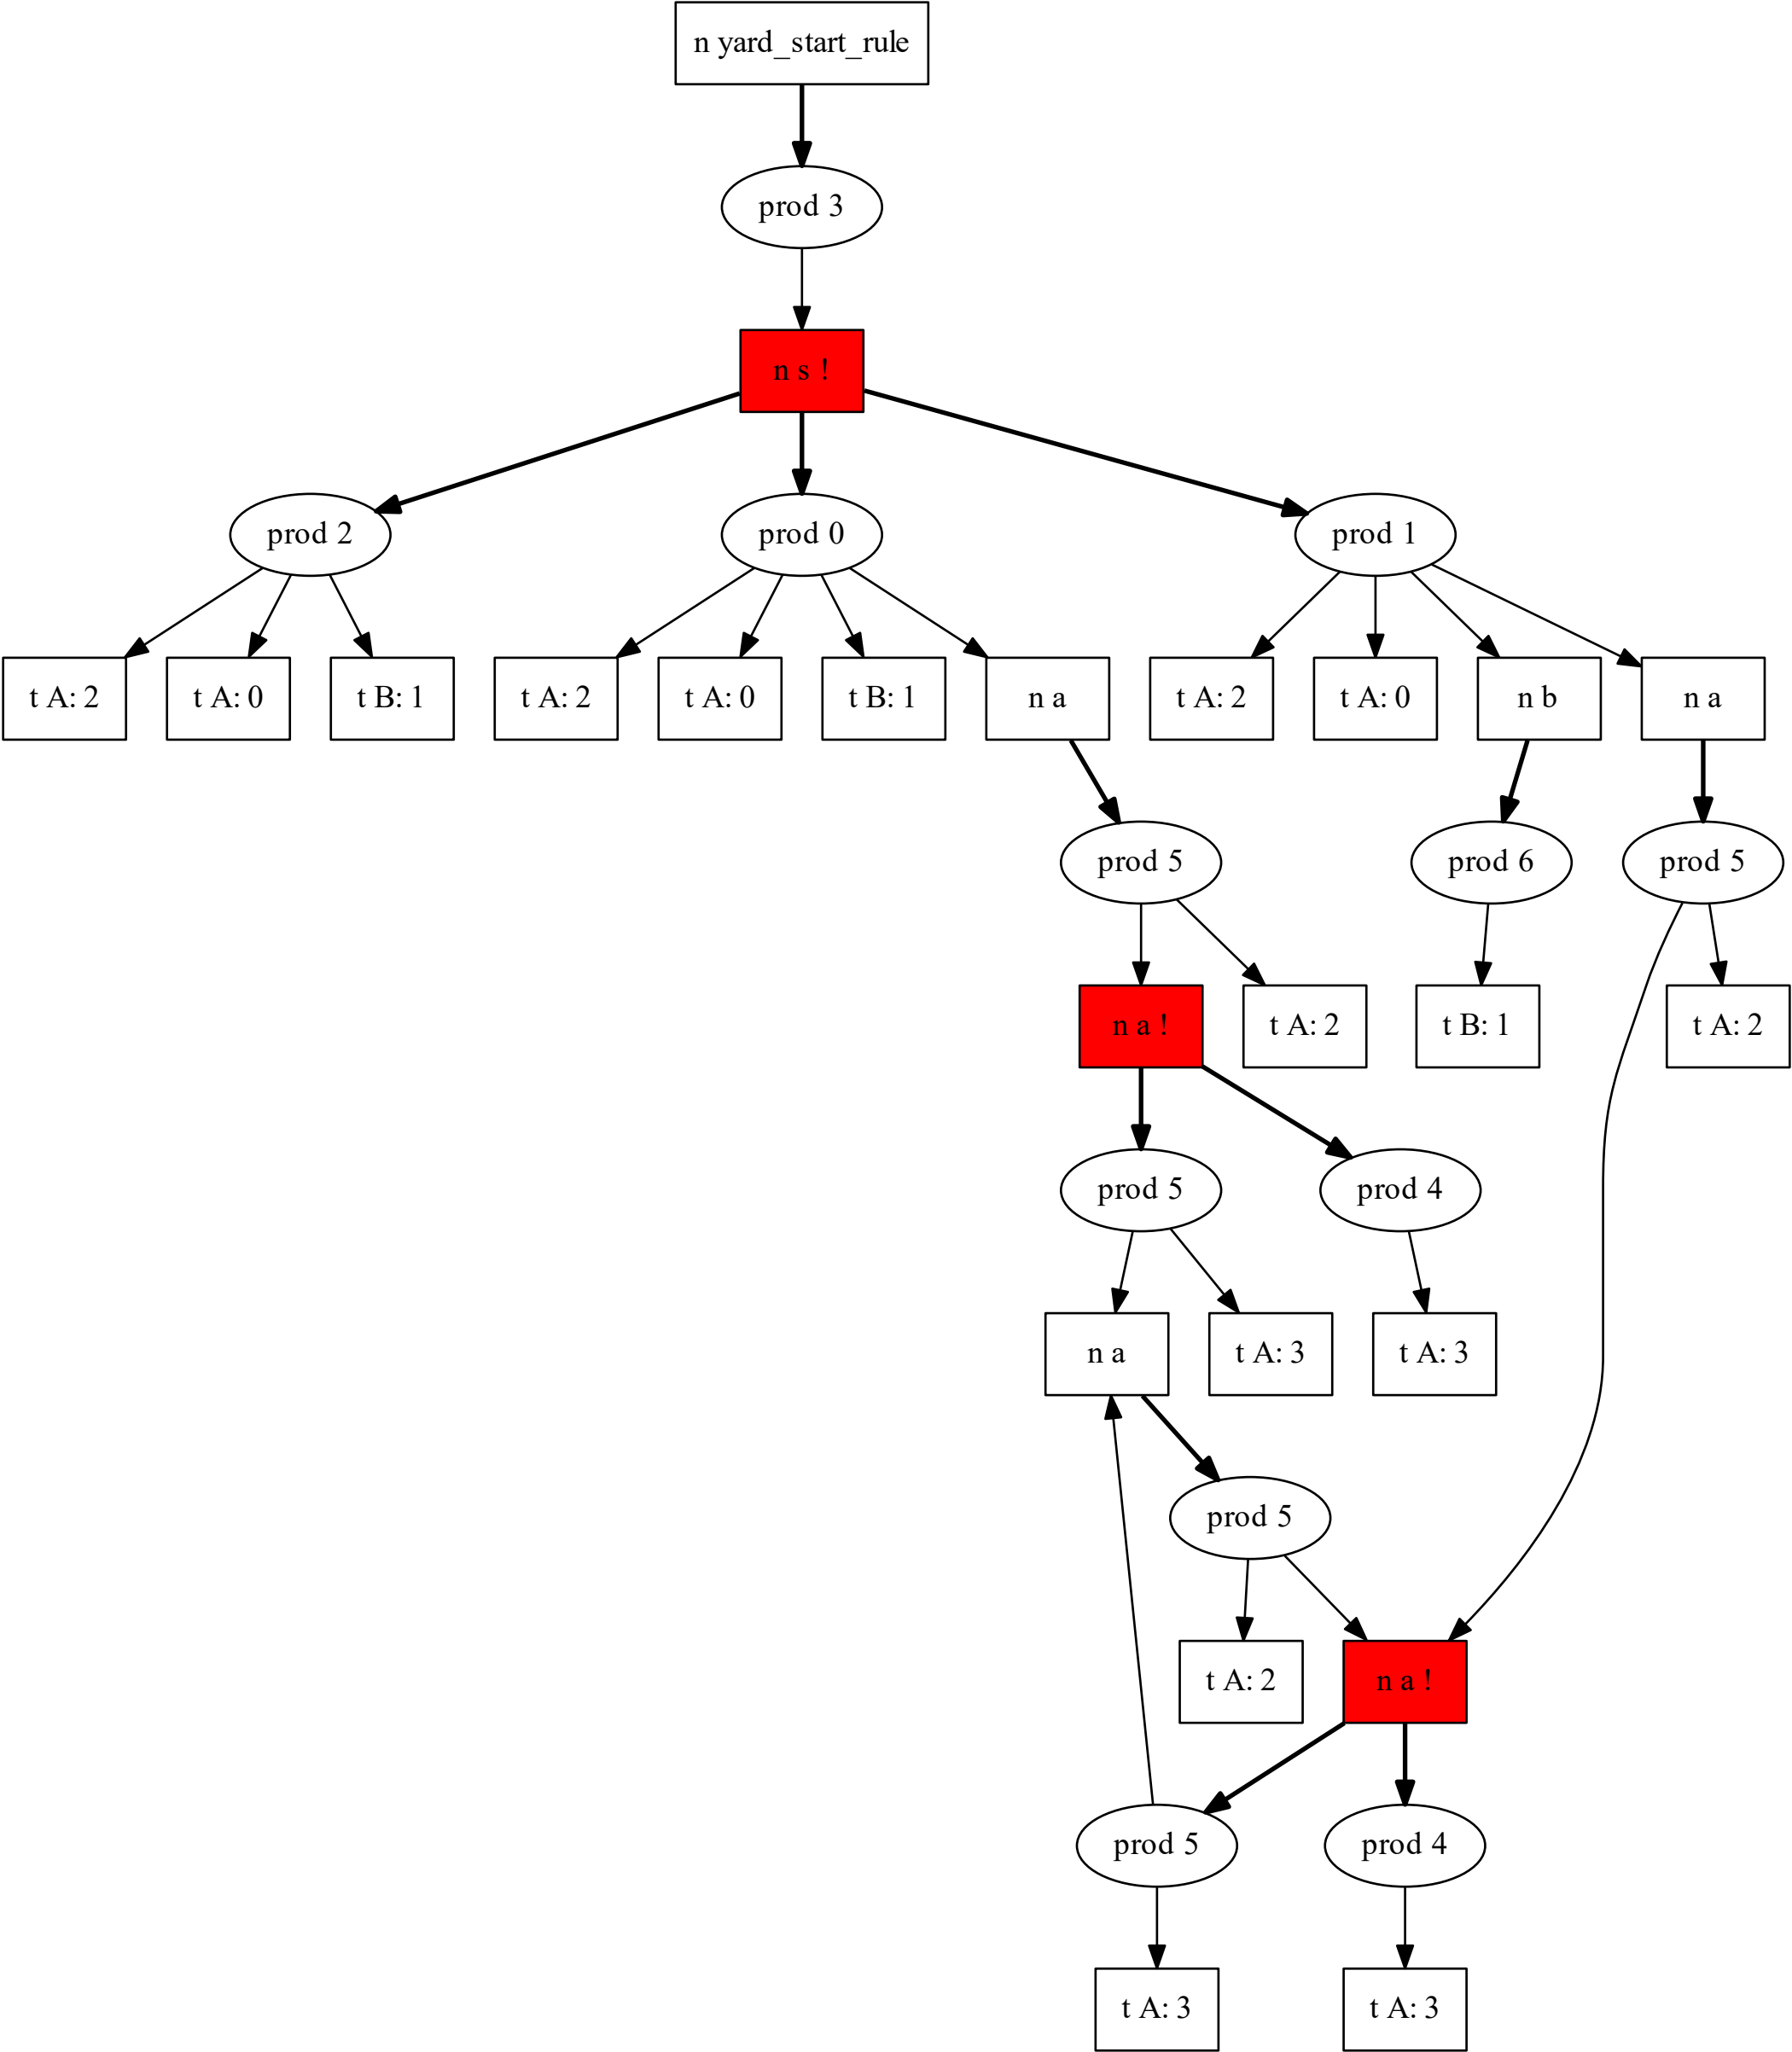 n yard_start_rule
prod 3
n s !
prod 2
prod 0
prod 1
t A: 2
t A: 0
t B: 1
t A: 2
t A: 0
t B: 1
n a
t A: 2
t A: 0
n b
n a
prod 5
prod 6
prod 5
n a !
t A: 2
t B: 1
t A: 2
prod 5
prod 4
n a
t A: 3
t A: 3
prod 5
t A: 2
n a !
prod 5
prod 4
t A: 3
t A: 3